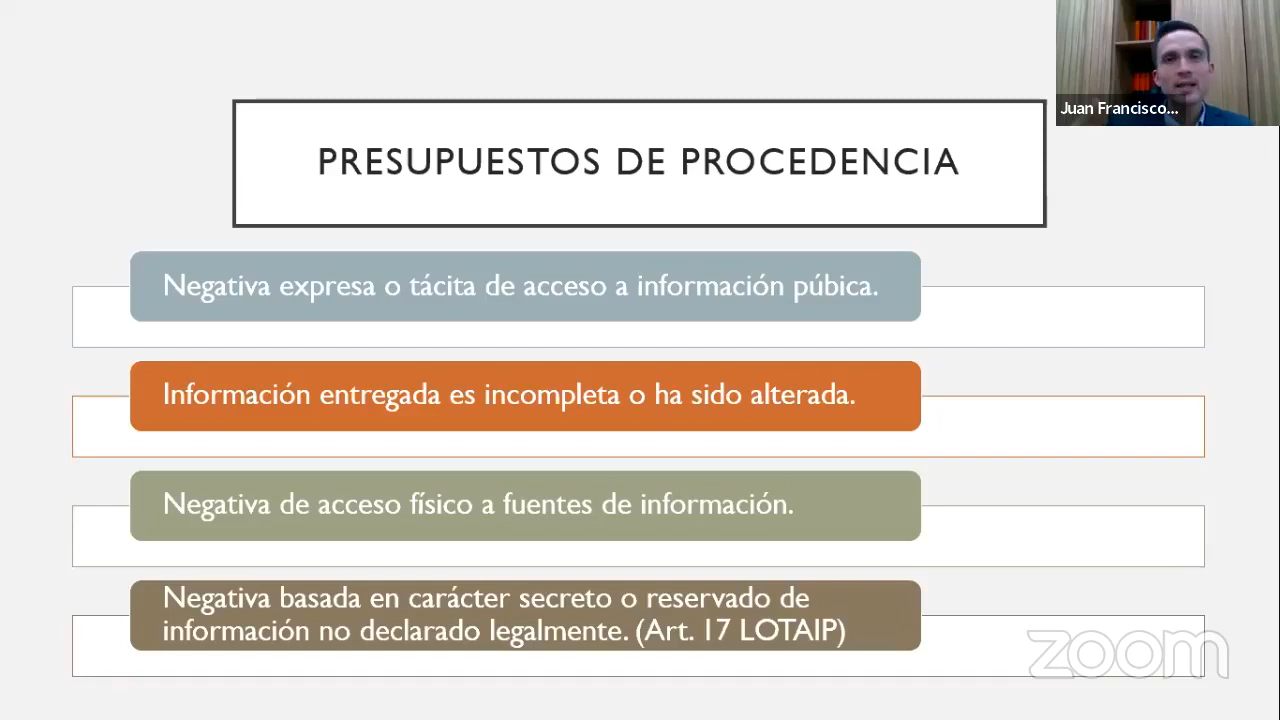 Juan Francisco...
PRESUPUESTOS DE PROCEDENCIA
Negativa expresa o tácita de acceso a información púbica.
Información entregada es incompleta o ha sido alterada.
Negativa de acceso físico a fuentes de información.
Negativa basada en carácter secreto o reservado de
información no declarado legalmente. (Art. 17 LOTAIP)
zoom